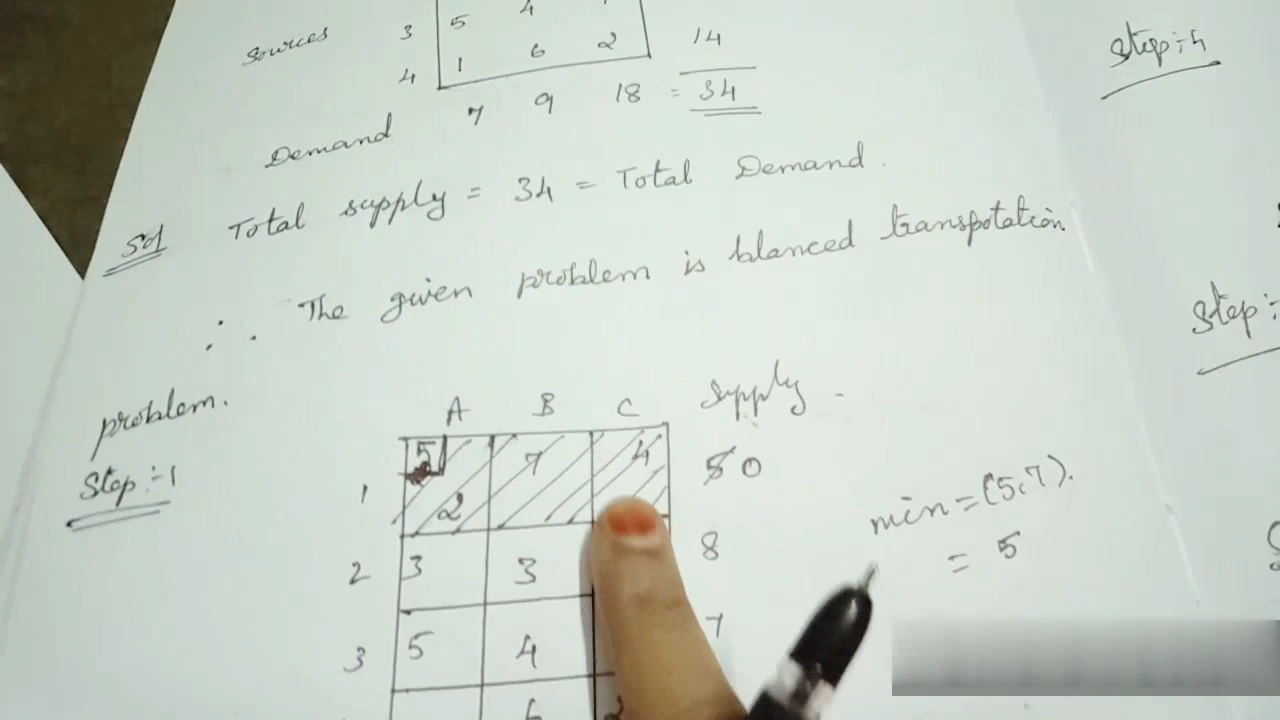 Sources 3 5 4
4 1 6 2 14
Demand 7 9 18 = 34
Sol Total supply = 34 = Total Demand.
∴ The given problem is blanced transpotation
problem.
Step:-1
A B C Supply
1 5 2 7 4 5 0
min = (5,7).
= 5
2 3 3 8
3 5 4 7
6 2
Step:-4
Step:-